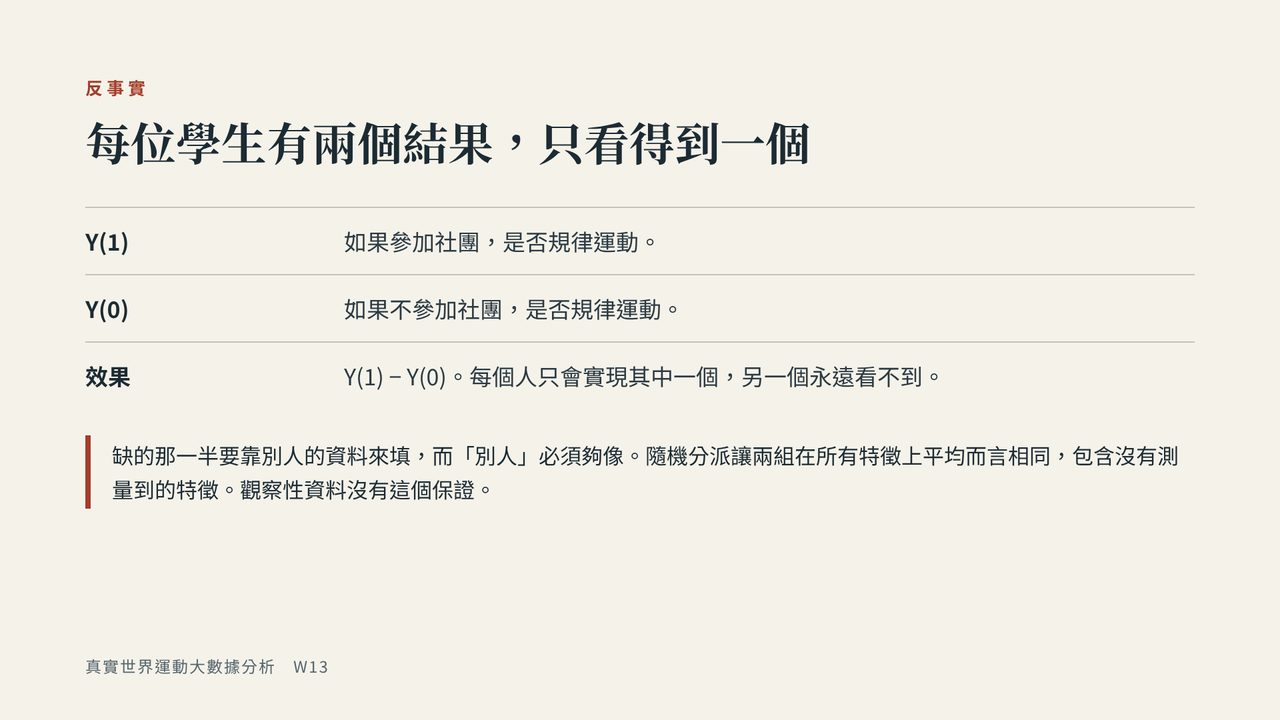 反事實
每位學生有兩個結果，只看得到一個
Y(1) 如果參加社團，是否規律運動。
Y(0) 如果不參加社團，是否規律運動。
效果 Y(1) − Y(0)。每個人只會實現其中一個，另一個永遠看不到。
缺的那一半要靠別人的資料來填，而「別人」必須夠像。隨機分派讓兩組在所有特徵上平均而言相同，包含沒有測
量到的特徵。觀察性資料沒有這個保證。
真實世界運動大數據分析 W13